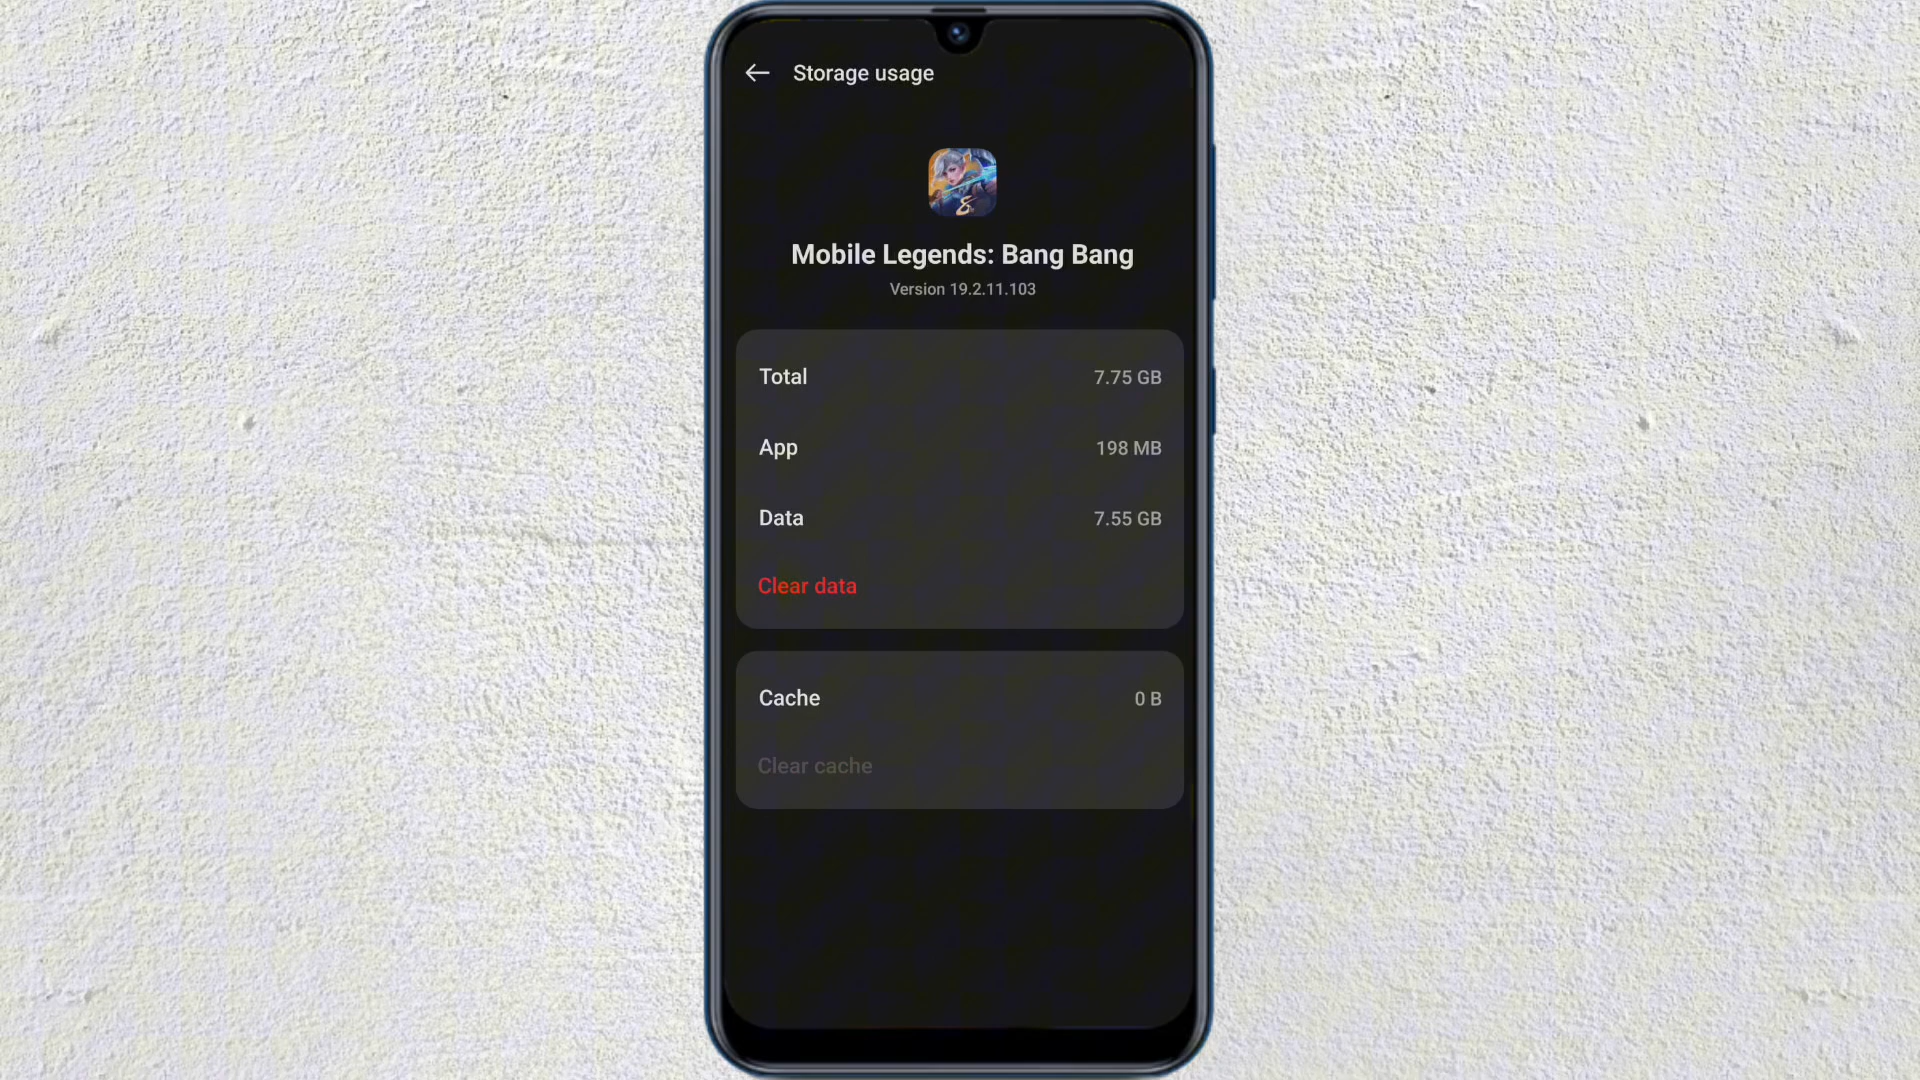 Storage usage
Mobile Legends: Bang Bang
Version 19.2.11.103
Total 7.75 GB
App 198 MB
Data 7.55 GB
Clear data
Cache 0 B
Clear cache